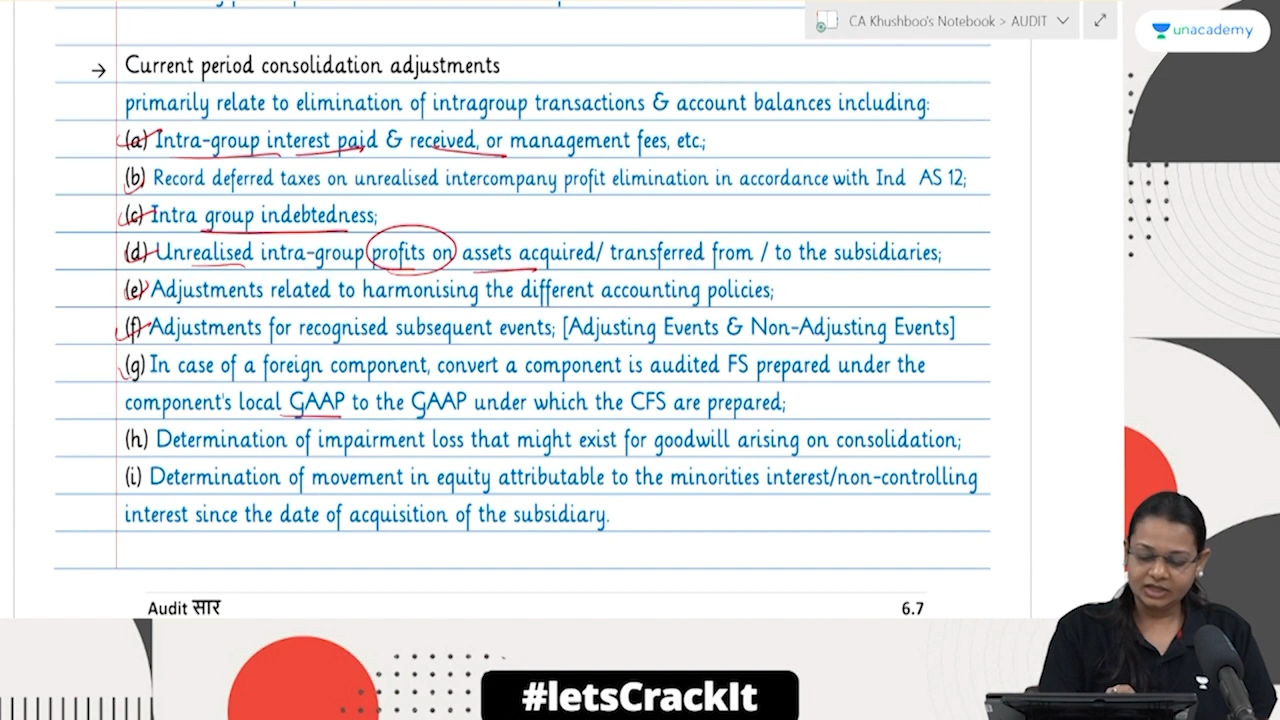 CA Khushboo's Notebook > AUDIT
unacademy
→ Current period consolidation adjustments
primarily relate to elimination of intragroup transactions & account balances including:
(a) Intra-group interest paid & received, or management fees, etc.;
(b) Record deferred taxes on unrealised intercompany profit elimination in accordance with Ind AS 12;
(c) Intra group indebtedness;
(d) Unrealised intra-group profits on assets acquired/ transferred from / to the subsidiaries;
(e) Adjustments related to harmonising the different accounting policies;
(f) Adjustments for recognised subsequent events; [Adjusting Events & Non-Adjusting Events]
(g) In case of a foreign component, convert a component is audited FS prepared under the
component's local GAAP to the GAAP under which the CFS are prepared;
(h) Determination of impairment loss that might exist for goodwill arising on consolidation;
(i) Determination of movement in equity attributable to the minorities interest/non-controlling
interest since the date of acquisition of the subsidiary.
Audit सार
6.7
#letsCrackIt